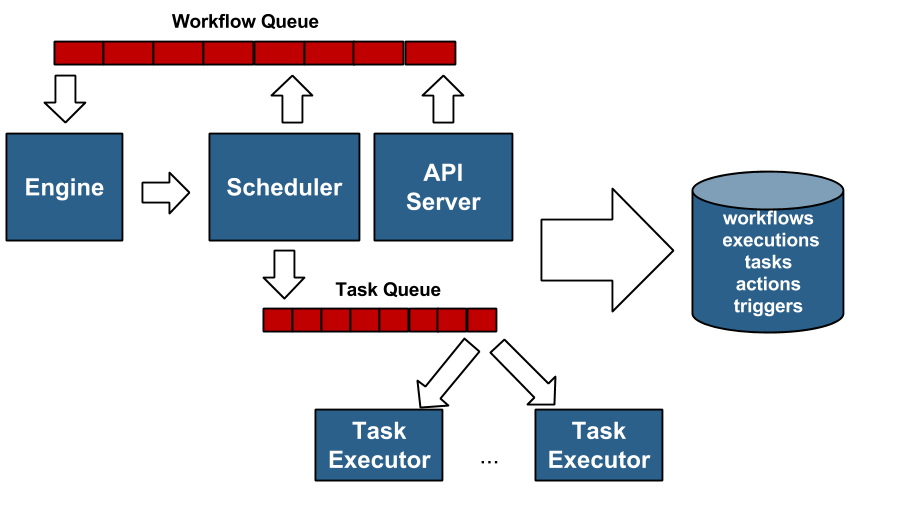 Workflow Queue
Engine
Scheduler
API
Server
workflows
executions
tasks
actions
triggers
Task Queue
Task
Executor
...
Task
Executor